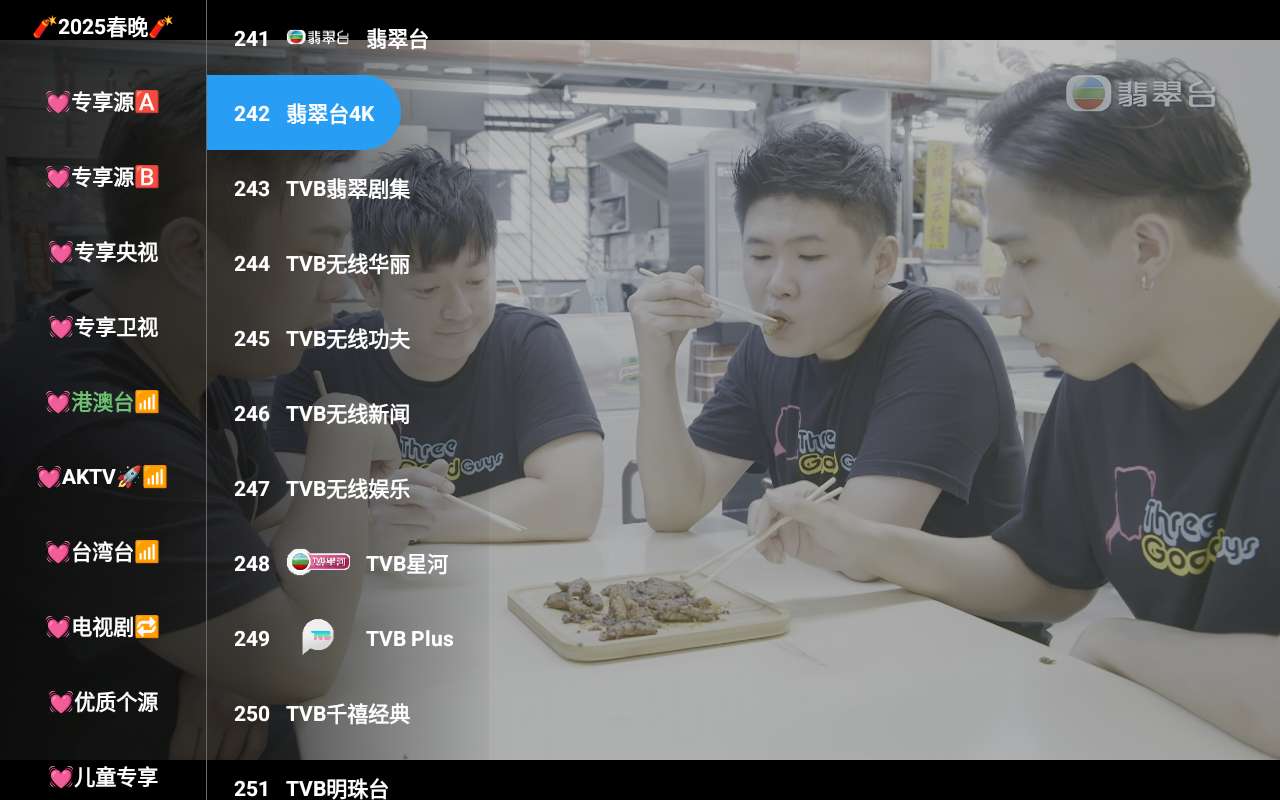 🧨2025春晚🧨
💓专享源🅰
💓专享源🅱
💓专享央视
💓专享卫视
💓港澳台📶
💓AKTV🚀📶
💓台湾台📶
💓电视剧🔁
💓优质个源
💓儿童专享
241 翡翠台 翡翠台
242 翡翠台4K
243 TVB翡翠剧集
244 TVB无线华丽
245 TVB无线功夫
246 TVB无线新闻
247 TVB无线娱乐
248 TVB星河
249 TVB TVB Plus
250 TVB千禧经典
251 TVB明珠台
翡翠台
Three
Good Guys
Three
Good G
Three
Good Guys